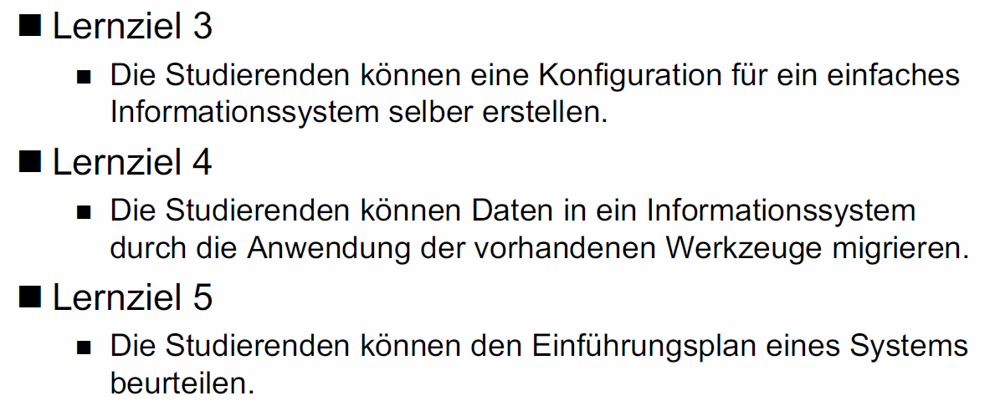 ■ Lernziel 3
■ Die Studierenden können eine Konfiguration für ein einfaches
Informationssystem selber erstellen.
■ Lernziel 4
■ Die Studierenden können Daten in ein Informationssystem
durch die Anwendung der vorhandenen Werkzeuge migrieren.
■ Lernziel 5
■ Die Studierenden können den Einführungsplan eines Systems
beurteilen.